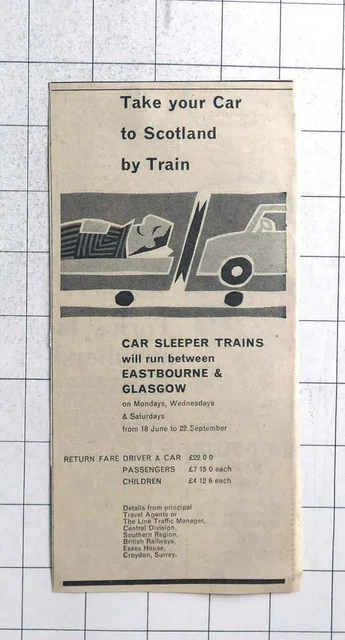 Take your Car
to Scotland
by Train
CAR SLEEPER TRAINS
will run between
EASTBOURNE &
GLASGOW
on Mondays, Wednesdays
& Saturdays
from 18 June to 22 September
RETURN FARE DRIVER & CAR £22 0 0
PASSENGERS £7 15 0 each
CHILDREN £4 12 6 each
Details from principal
Travel Agents or
The Line Traffic Manager,
Central Division,
Southern Region,
British Railways,
Essex House,
Croydon, Surrey.